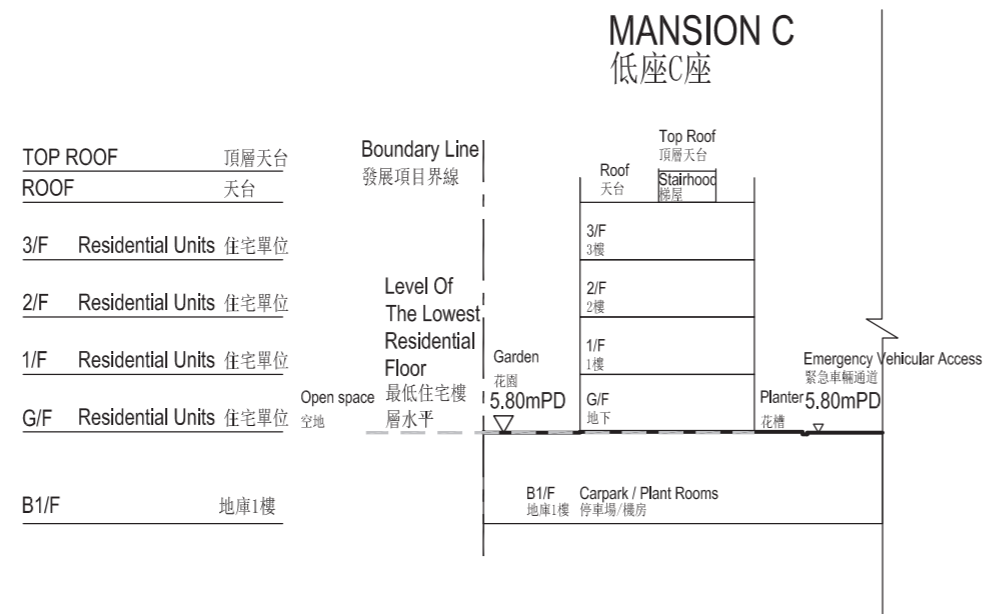 MANSION C
低座C座
TOP ROOF 頂層天台
ROOF 天台
3/F Residential Units 住宅單位
2/F Residential Units 住宅單位
1/F Residential Units 住宅單位
G/F Residential Units 住宅單位
B1/F 地庫1樓
Boundary Line
發展項目界線
Level Of
The Lowest
Residential
Floor
最低住宅樓
層水平
Open space
空地
Garden
花園
5.80mPD
Top Roof
頂層天台
Roof
天台
Stairhood
梯屋
3/F
3樓
2/F
2樓
1/F
1樓
G/F
地下
Emergency Vehicular Access
緊急車輛通道
Planter
花槽
5.80mPD
B1/F Carpark / Plant Rooms
地庫1樓 停車場/機房